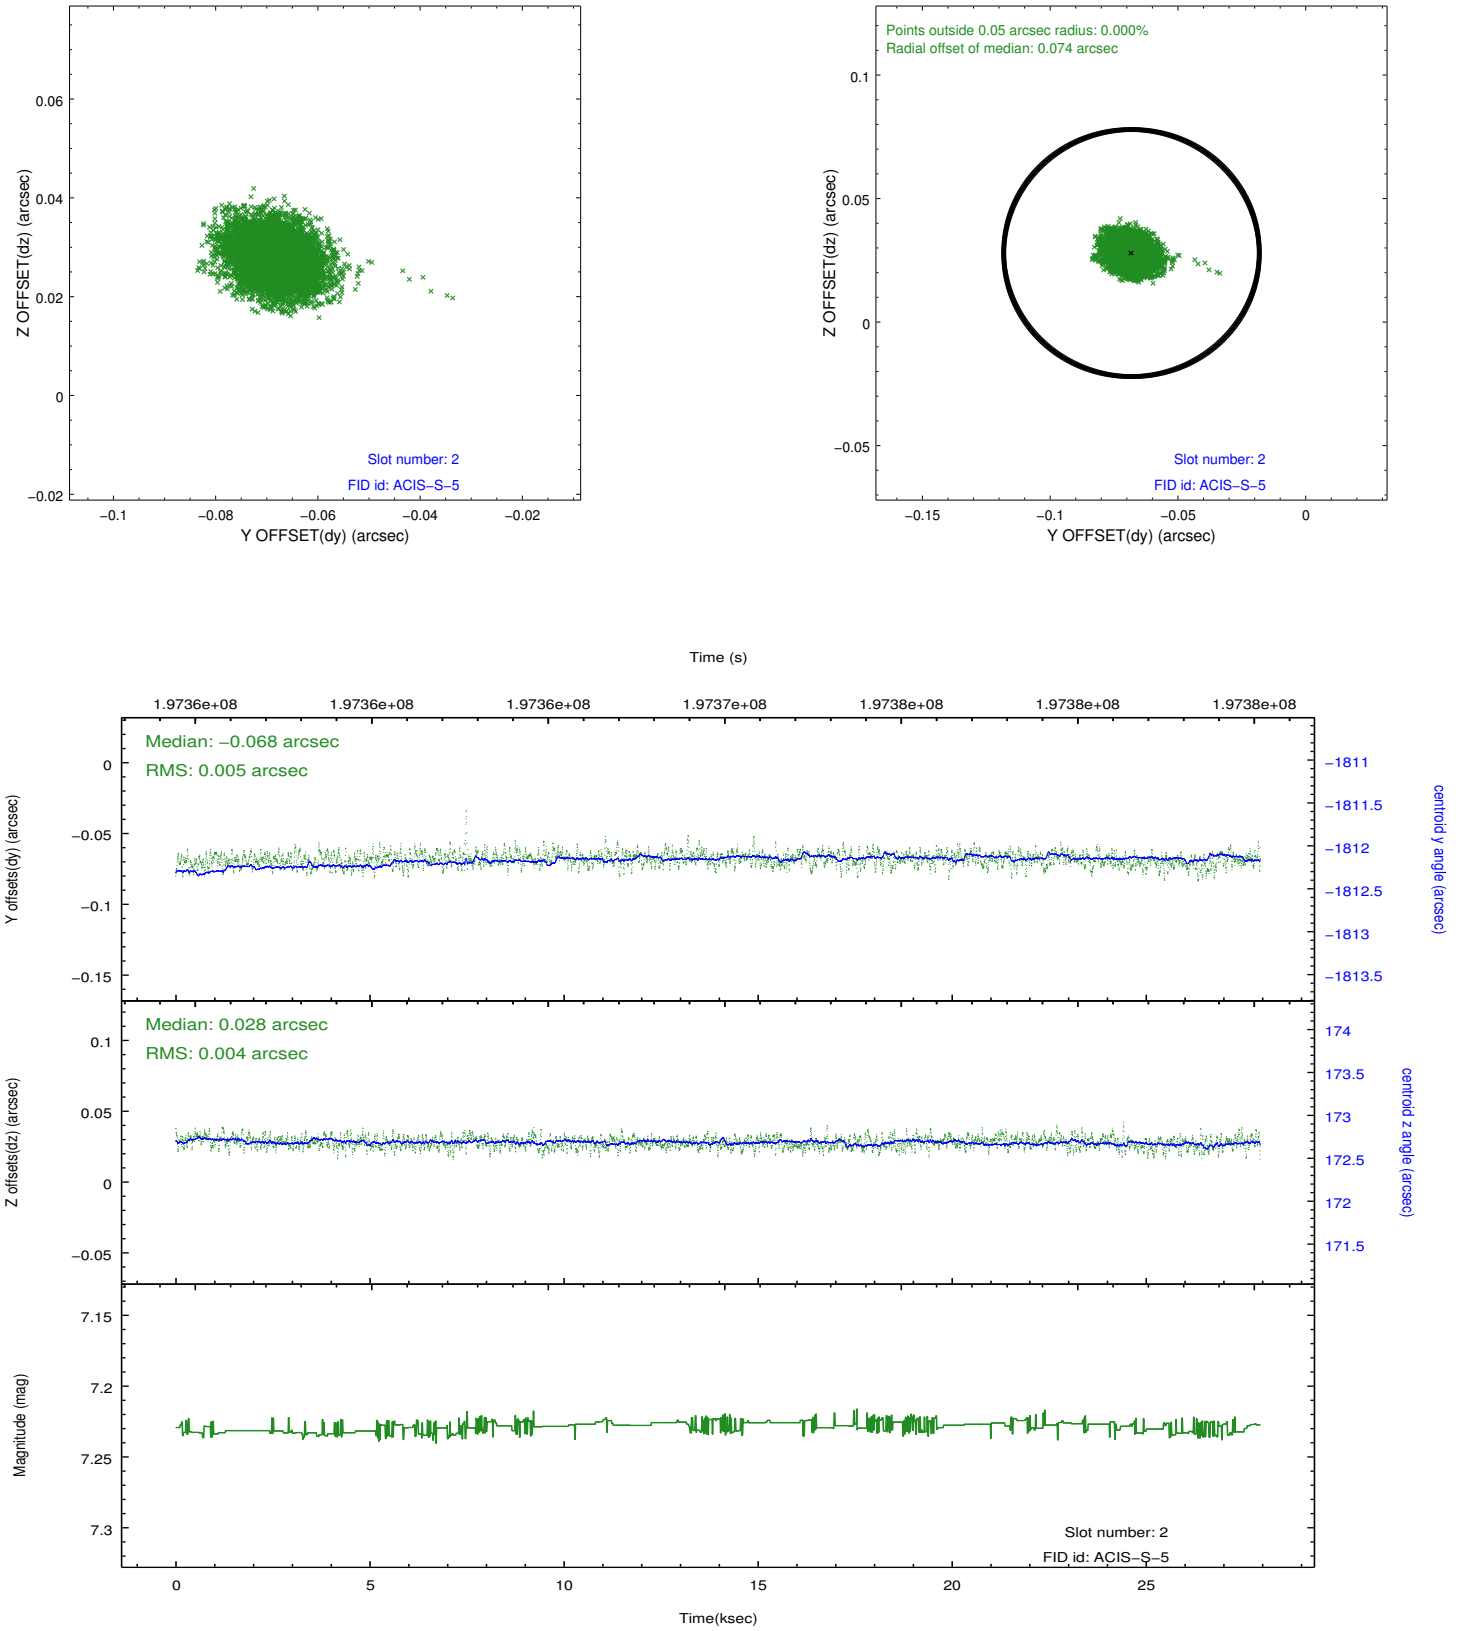 0.06
0.04
0.02
0
−0.02
Z OFFSET(dz) (arcsec)
Slot number: 2
FID id: ACIS−S−5
−0.1
−0.08
−0.06
−0.04
−0.02
Y OFFSET(dy) (arcsec)
Points outside 0.05 arcsec radius: 0.000%
Radial offset of median: 0.074 arcsec
0.1
0.05
0
−0.05
Z OFFSET(dz) (arcsec)
Slot number: 2
FID id: ACIS−S−5
−0.15
−0.1
−0.05
0
Y OFFSET(dy) (arcsec)
Time (s)
1.9736e+08
1.9736e+08
1.9736e+08
1.9737e+08
1.9738e+08
1.9738e+08
1.9738e+08
Median: −0.068 arcsec
RMS: 0.005 arcsec
0
−0.05
−0.1
−0.15
Y offsets(dy) (arcsec)
−1811
−1811.5
−1812
−1812.5
−1813
−1813.5
centroid y angle (arcsec)
Median: 0.028 arcsec
RMS: 0.004 arcsec
0.1
0.05
0
−0.05
Z offsets(dz) (arcsec)
174
173.5
173
172.5
172
171.5
centroid z angle (arcsec)
7.15
7.2
7.25
7.3
Magnitude (mag)
Slot number: 2
FID id: ACIS−S−5
0
5
10
15
20
25
Time(ksec)